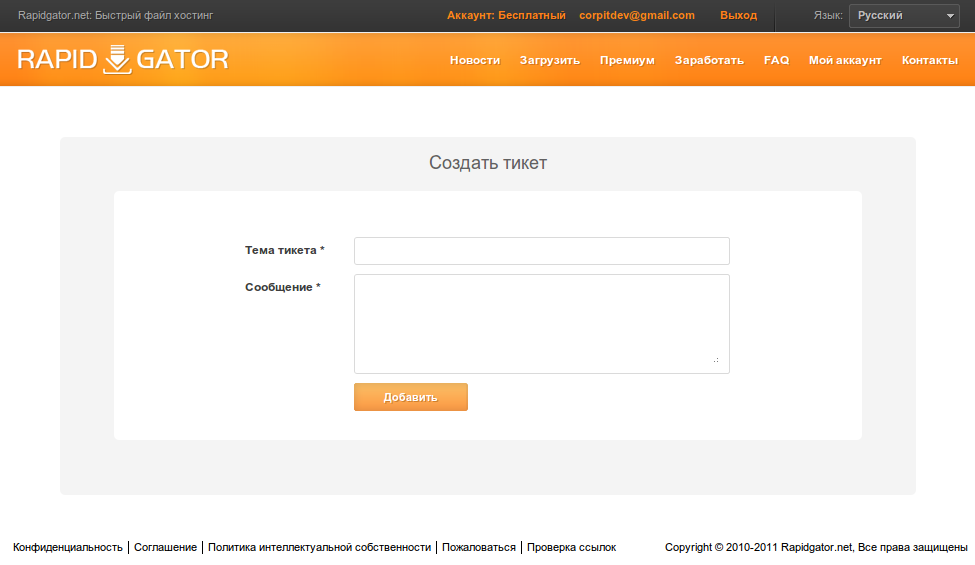 Rapidgator.net: Быстрый файл хостинг Аккаунт: Бесплатный corpitdev@gmail.com Выход Язык: Русский
RAPID GATOR Новости Загрузить Премиум Заработать FAQ Мой аккаунт Контакты
Создать тикет
Тема тикета *
Сообщение *
Добавить
Конфиденциальность | Соглашение | Политика интеллектуальной собственности | Пожаловаться | Проверка ссылок Copyright © 2010-2011 Rapidgator.net, Все права защищены